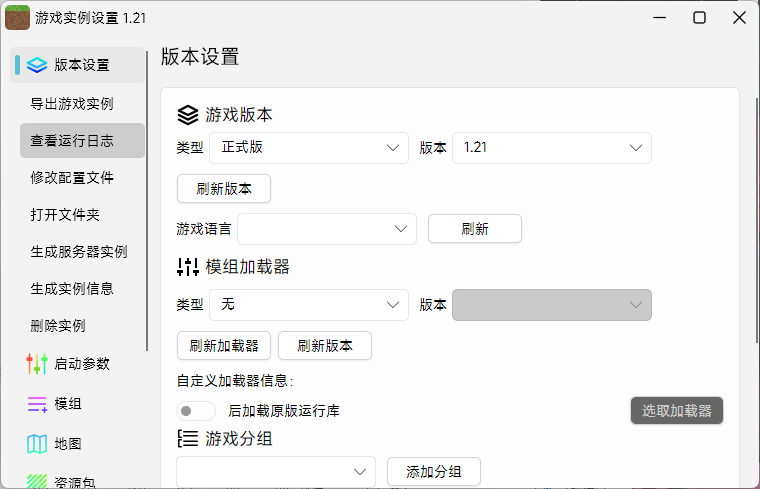 游戏实例设置 1.21
版本设置
导出游戏实例
查看运行日志
修改配置文件
打开文件夹
生成服务器实例
生成实例信息
删除实例
启动参数
模组
地图
资源包
版本设置
游戏版本
类型 正式版 版本 1.21
刷新版本
游戏语言 刷新
模组加载器
类型 无 版本
刷新加载器 刷新版本
自定义加载器信息:
后加载原版运行库 选取加载器
游戏分组
添加分组